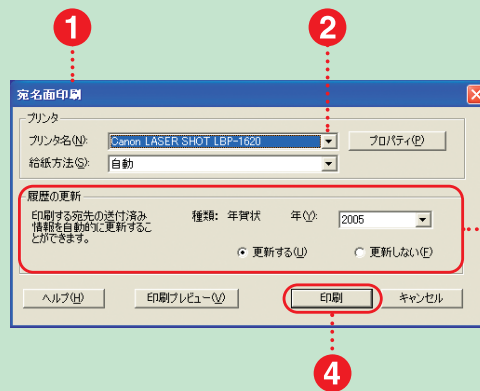 1
2
宛名面印刷
プリンタ
プリンタ名(N): Canon LASER SHOT LBP-1620 プロパティ(P)
給紙方法(S): 自動
履歴の更新
印刷する宛先の送付済み 種類: 年賀状 年(Y): 2005
情報を自動的に更新するこ
とができます。
更新する(U) 更新しない(F)
ヘルプ(H) 印刷プレビュー(V) 印刷 キャンセル
4